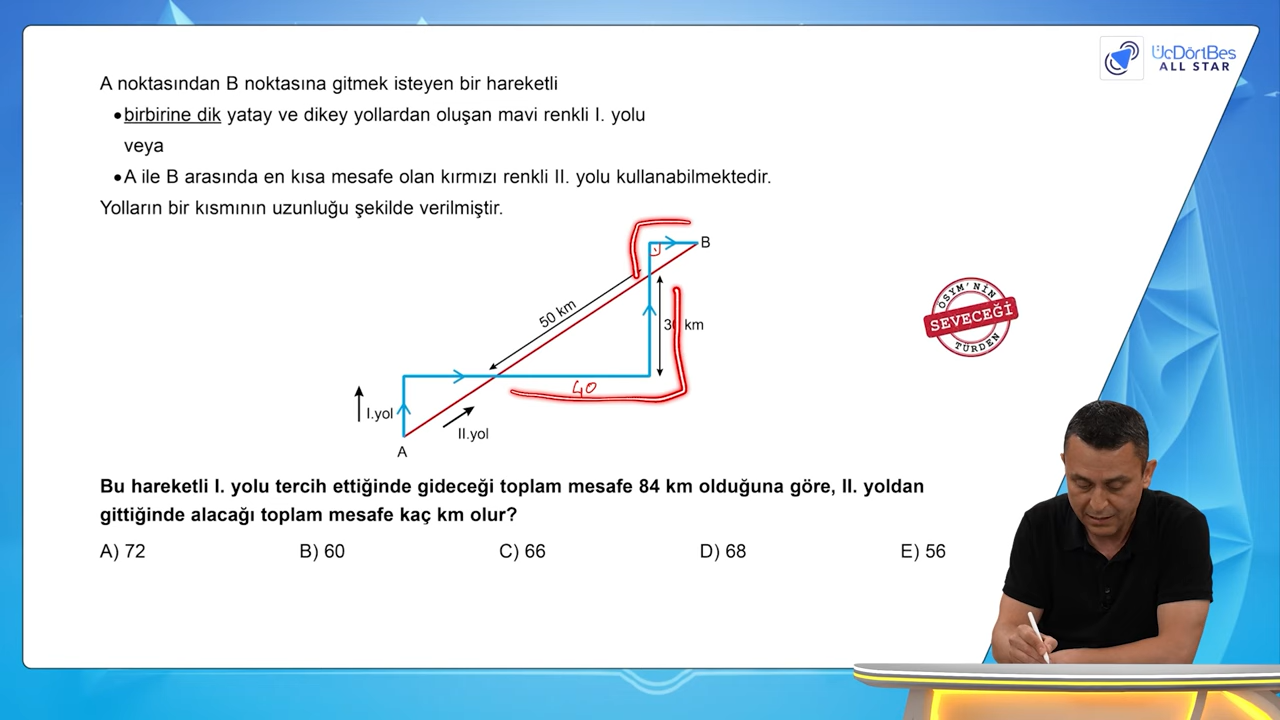 ÜçDörtBeş
ALL STAR
A noktasından B noktasına gitmek isteyen bir hareketli
•birbirine dik yatay ve dikey yollardan oluşan mavi renkli I. yolu
veya
•A ile B arasında en kısa mesafe olan kırmızı renkli II. yolu kullanabilmektedir.
Yolların bir kısmının uzunluğu şekilde verilmiştir.
B
50 km
30 km
40
I.yol
II.yol
A
ÖSYM'NİN
SEVECEĞİ
TÜRDEN
Bu hareketli I. yolu tercih ettiğinde gideceği toplam mesafe 84 km olduğuna göre, II. yoldan
gittiğinde alacağı toplam mesafe kaç km olur?
A) 72 B) 60 C) 66 D) 68 E) 56